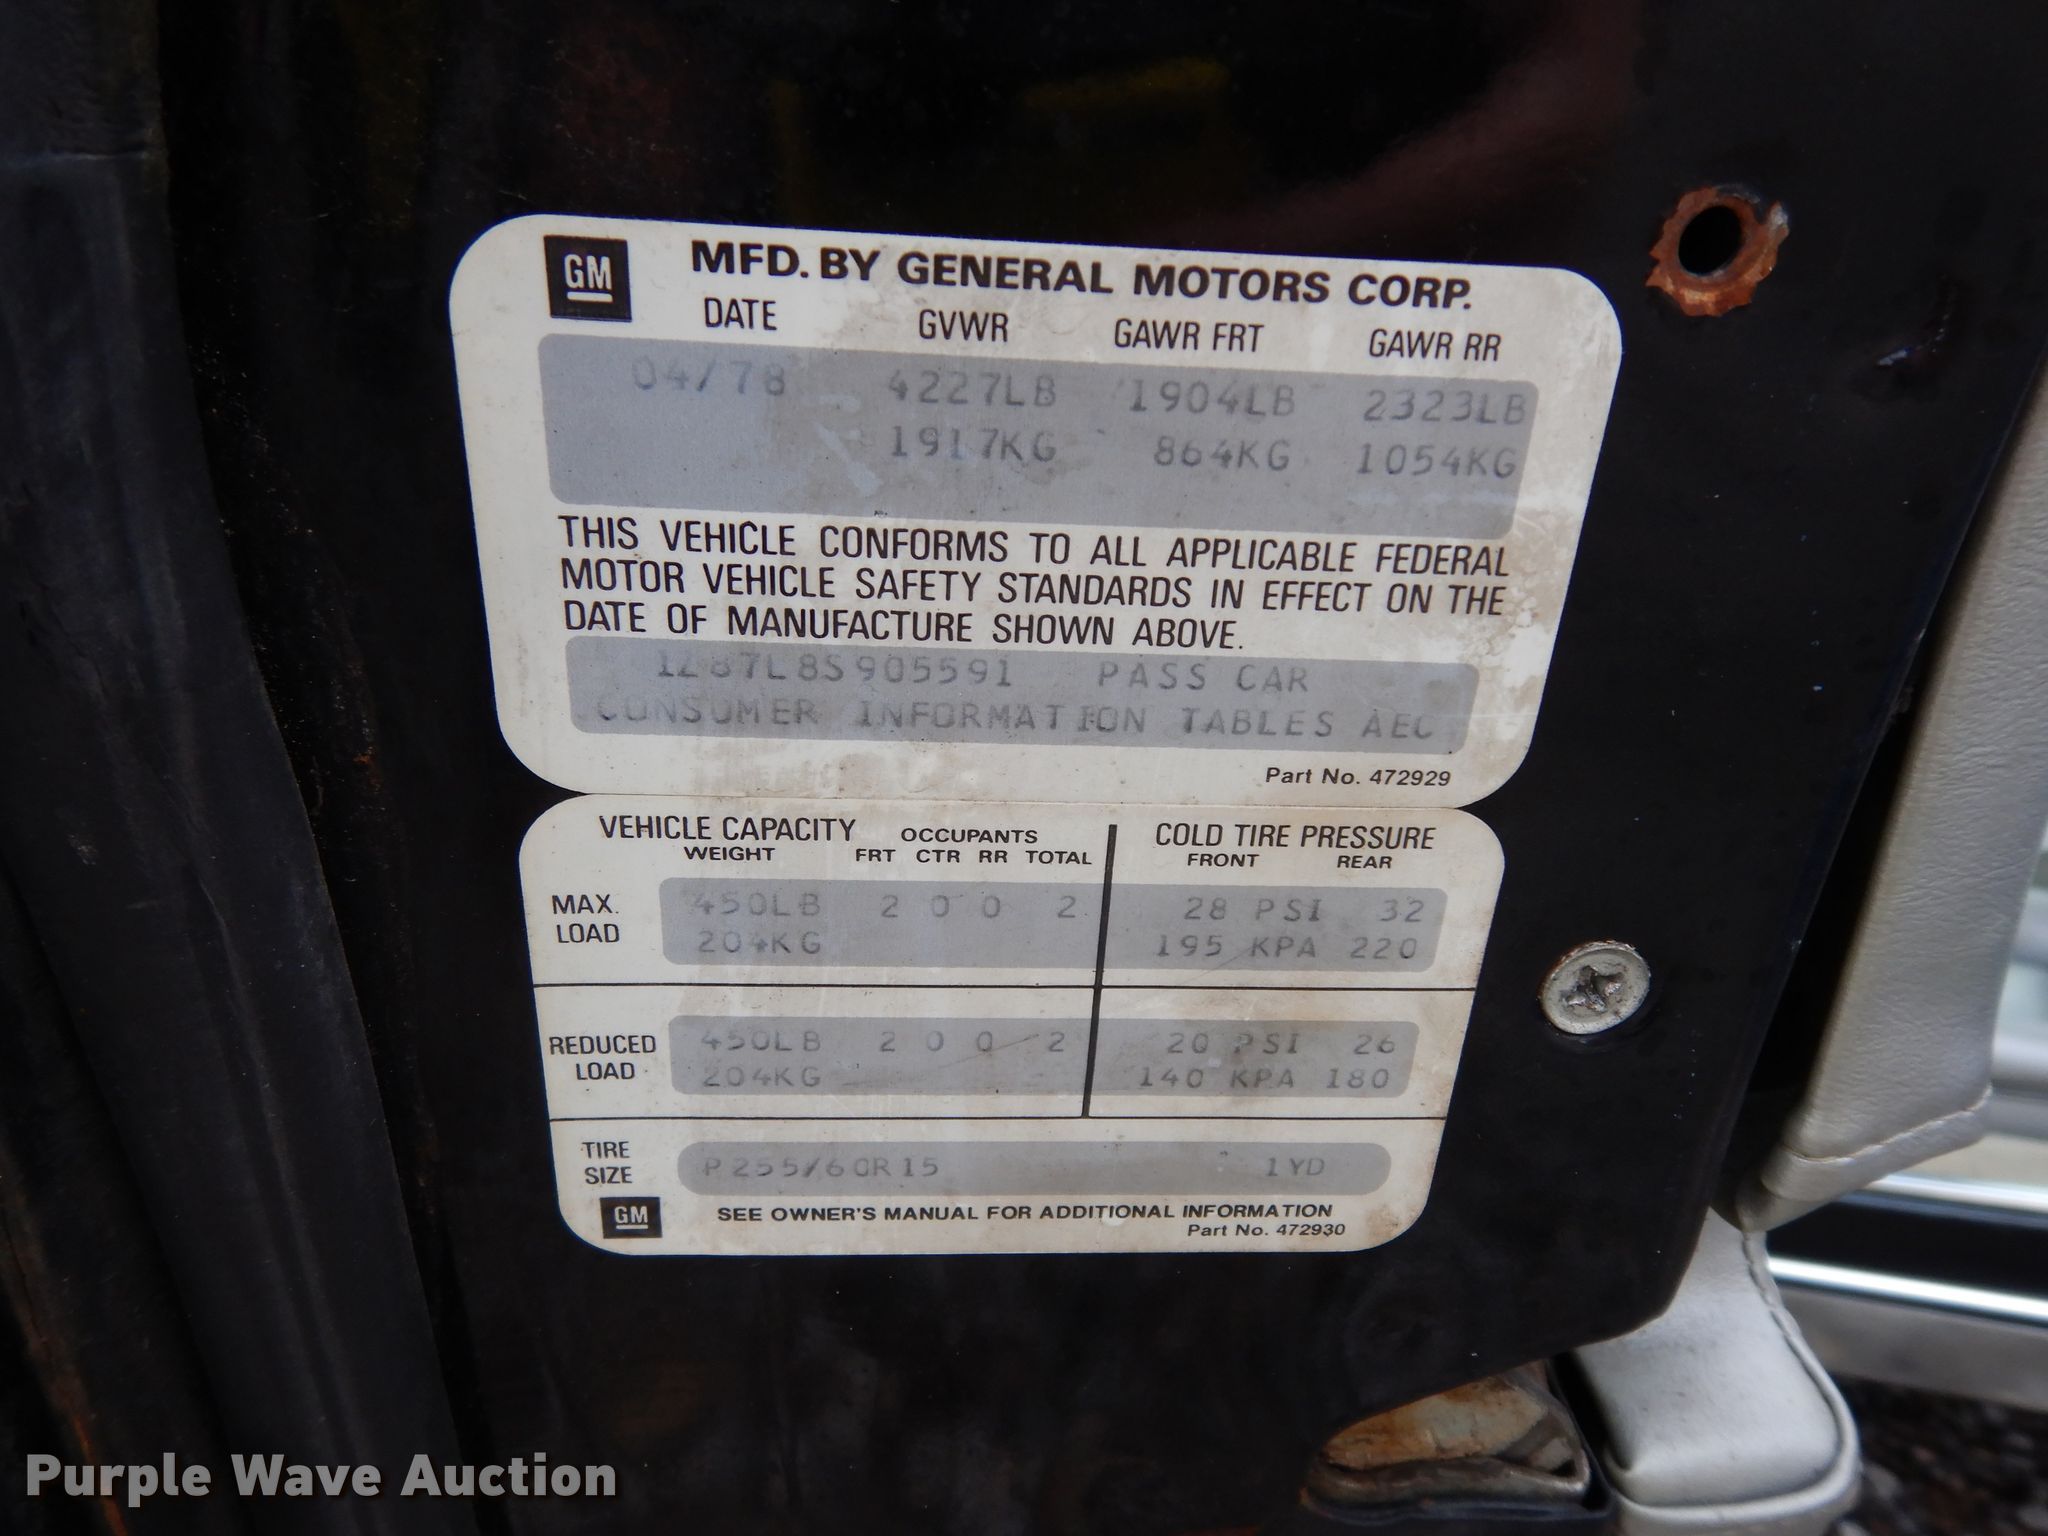 GM MFD. BY GENERAL MOTORS CORP.
DATE GVWR GAWR FRT GAWR RR
04/78 4227LB 1904LB 2323LB
1917KG 864KG 1054KG
THIS VEHICLE CONFORMS TO ALL APPLICABLE FEDERAL
MOTOR VEHICLE SAFETY STANDARDS IN EFFECT ON THE
DATE OF MANUFACTURE SHOWN ABOVE.
1Z87L8S905591 PASS CAR
CONSUMER INFORMATION TABLES AEC
Part No. 472929
VEHICLE CAPACITY OCCUPANTS COLD TIRE PRESSURE
WEIGHT FRT CTR RR TOTAL FRONT REAR
MAX. LOAD 450LB 2 0 0 2 28 PSI 32
204KG 195 KPA 220
REDUCED LOAD 450LB 2 0 0 2 20 PSI 26
204KG 140 KPA 180
TIRE SIZE P255/60R15 1YD
GM SEE OWNER'S MANUAL FOR ADDITIONAL INFORMATION
Part No. 472930
Purple Wave Auction